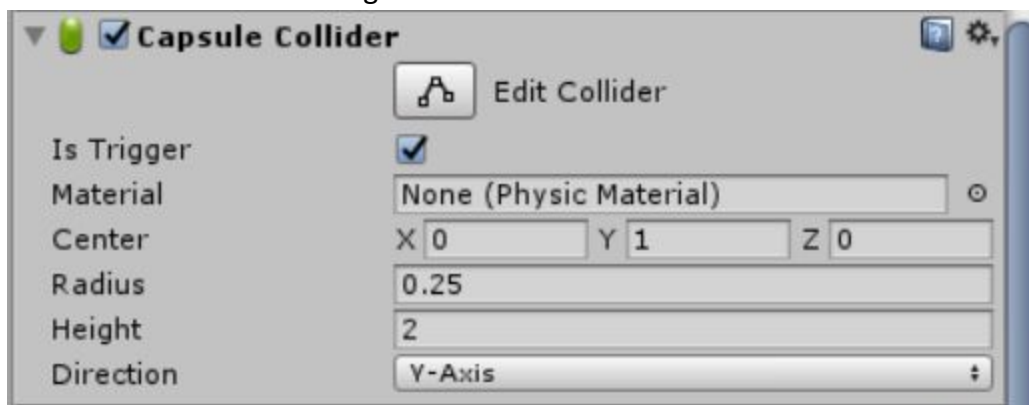 Capsule Collider
Edit Collider
Is Trigger
Material None (Physic Material)
Center X 0 Y 1 Z 0
Radius 0.25
Height 2
Direction Y-Axis